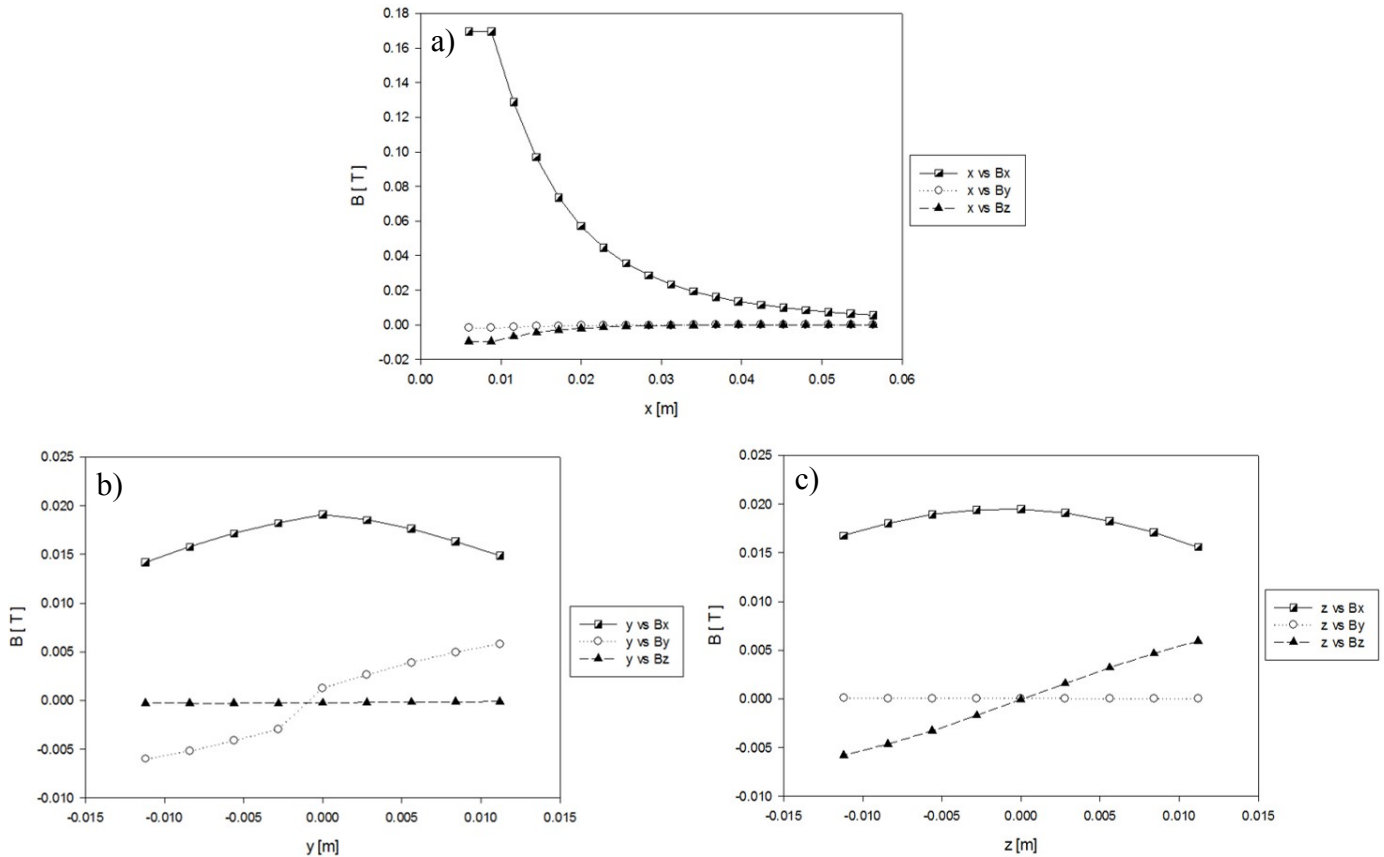 a)
0.18
0.16
0.14
0.12
0.10
0.08
0.06
0.04
0.02
0.00
-0.02
B [ T ]
0.00 0.01 0.02 0.03 0.04 0.05 0.06
x [m]
x vs Bx
x vs By
x vs Bz
b)
0.025
0.020
0.015
0.010
0.005
0.000
-0.005
-0.010
B [ T ]
-0.015 -0.010 -0.005 0.000 0.005 0.010 0.015
y [m]
y vs Bx
y vs By
y vs Bz
c)
0.025
0.020
0.015
0.010
0.005
0.000
-0.005
-0.010
B [ T ]
-0.015 -0.010 -0.005 0.000 0.005 0.010 0.015
z [m]
z vs Bx
z vs By
z vs Bz